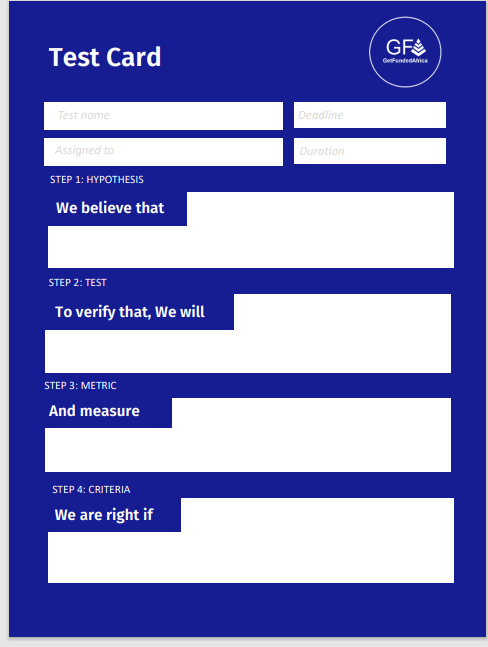 Test Card
GF
GetFundedAfrica
Test name
Deadline
Assigned to
Duration
STEP 1: HYPOTHESIS
We believe that
STEP 2: TEST
To verify that, We will
STEP 3: METRIC
And measure
STEP 4: CRITERIA
We are right if